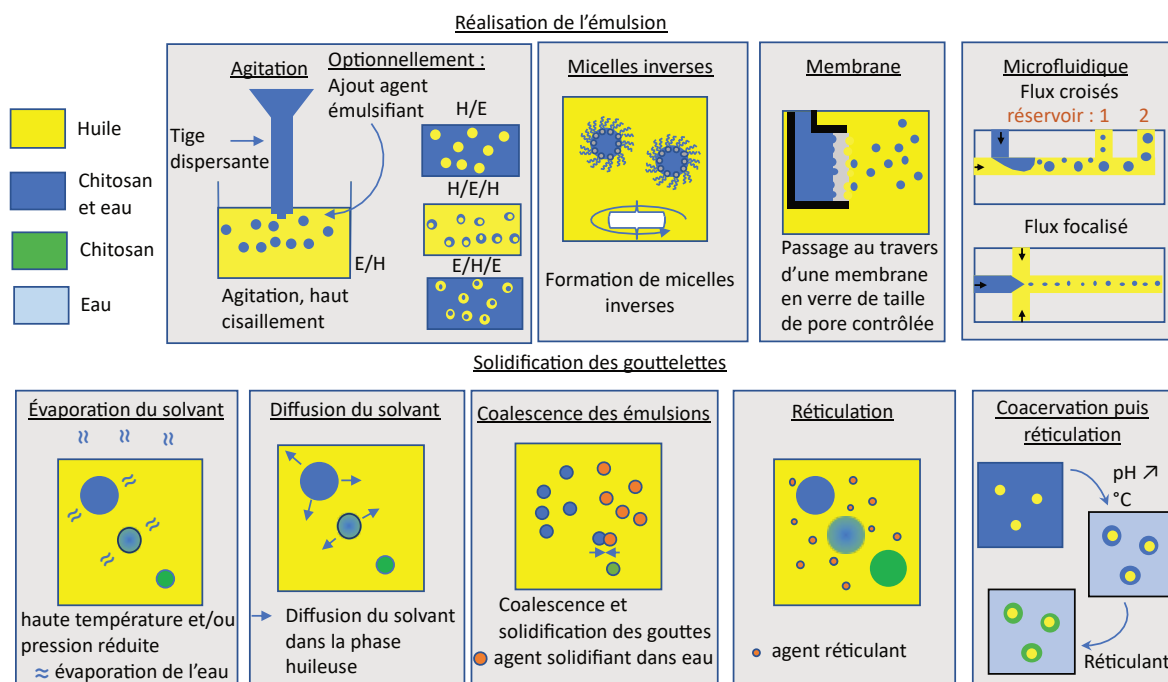 Réalisation de l'émulsion
Huile
Chitosan
et eau
Chitosan
Eau
Agitation
Optionnellement :
Ajout agent
émulsifiant
Tige
dispersante
H/E
H/E/H
E/H/E
E/H
Agitation, haut
cisaillement
Micelles inverses
Formation de micelles
inverses
Membrane
Passage au travers
d'une membrane
en verre de taille
de pore contrôlée
Microfluidique
Flux croisés
réservoir : 1 2
Flux focalisé
Solidification des gouttelettes
Évaporation du solvant
haute température et/ou
pression réduite
≈ évaporation de l'eau
Diffusion du solvant
Diffusion du solvant
dans la phase
huileuse
Coalescence des émulsions
Coalescence et
solidification des gouttes
agent solidifiant dans eau
Réticulation
agent réticulant
Coacervation puis
réticulation
pH ↗
°C
Réticulant